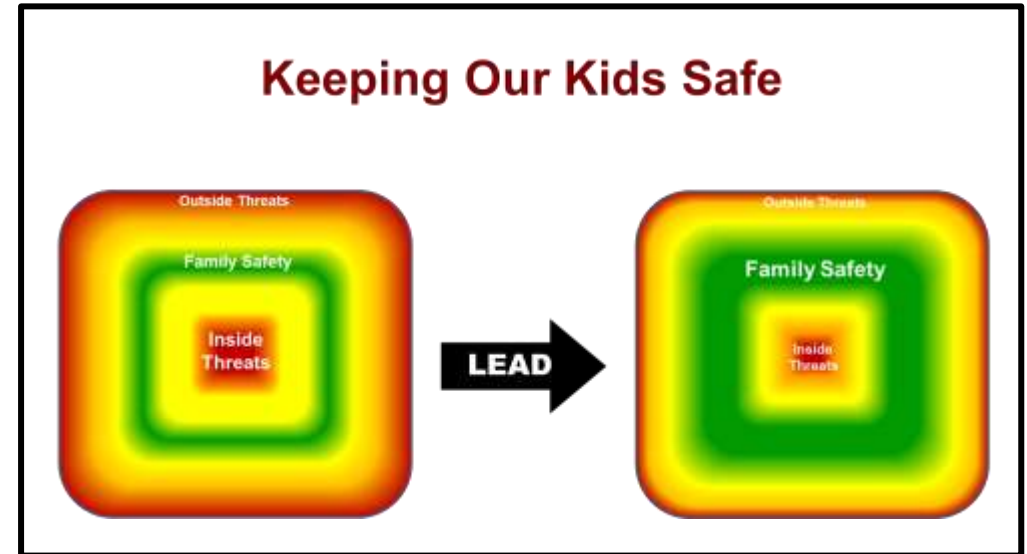 Keeping Our Kids Safe
Outside Threats
Family Safety
Inside
Threats
LEAD
Outside Threats
Family Safety
Inside
Threats